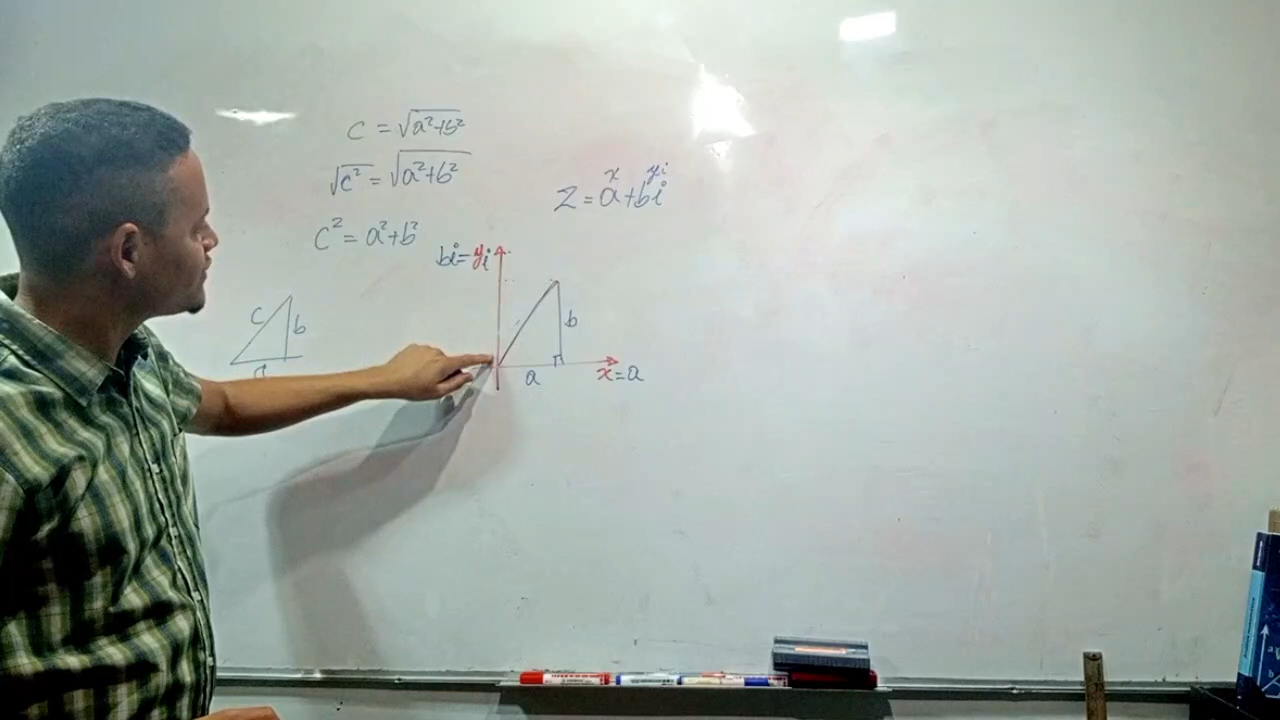 c = √a²+b²
√c² = √a²+b²
c² = a²+b²
x yi
z = a+bi
bi=yi
c
b
a
b
a
x=a